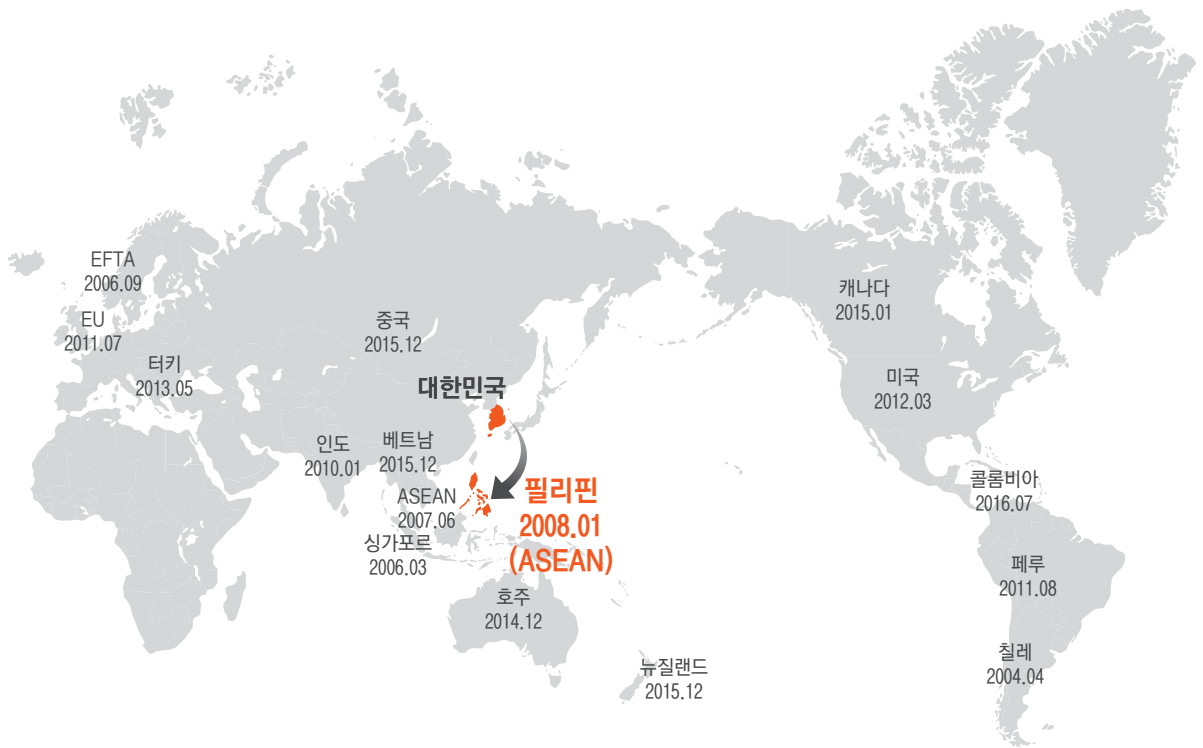 EFTA
2006.09
EU
2011.07
터키
2013.05
중국
2015.12
대한민국
인도
2010.01
베트남
2015.12
ASEAN
2007.06
싱가포르
2006.03
필리핀
2008.01
(ASEAN)
호주
2014.12
뉴질랜드
2015.12
캐나다
2015.01
미국
2012.03
콜롬비아
2016.07
페루
2011.08
칠레
2004.04